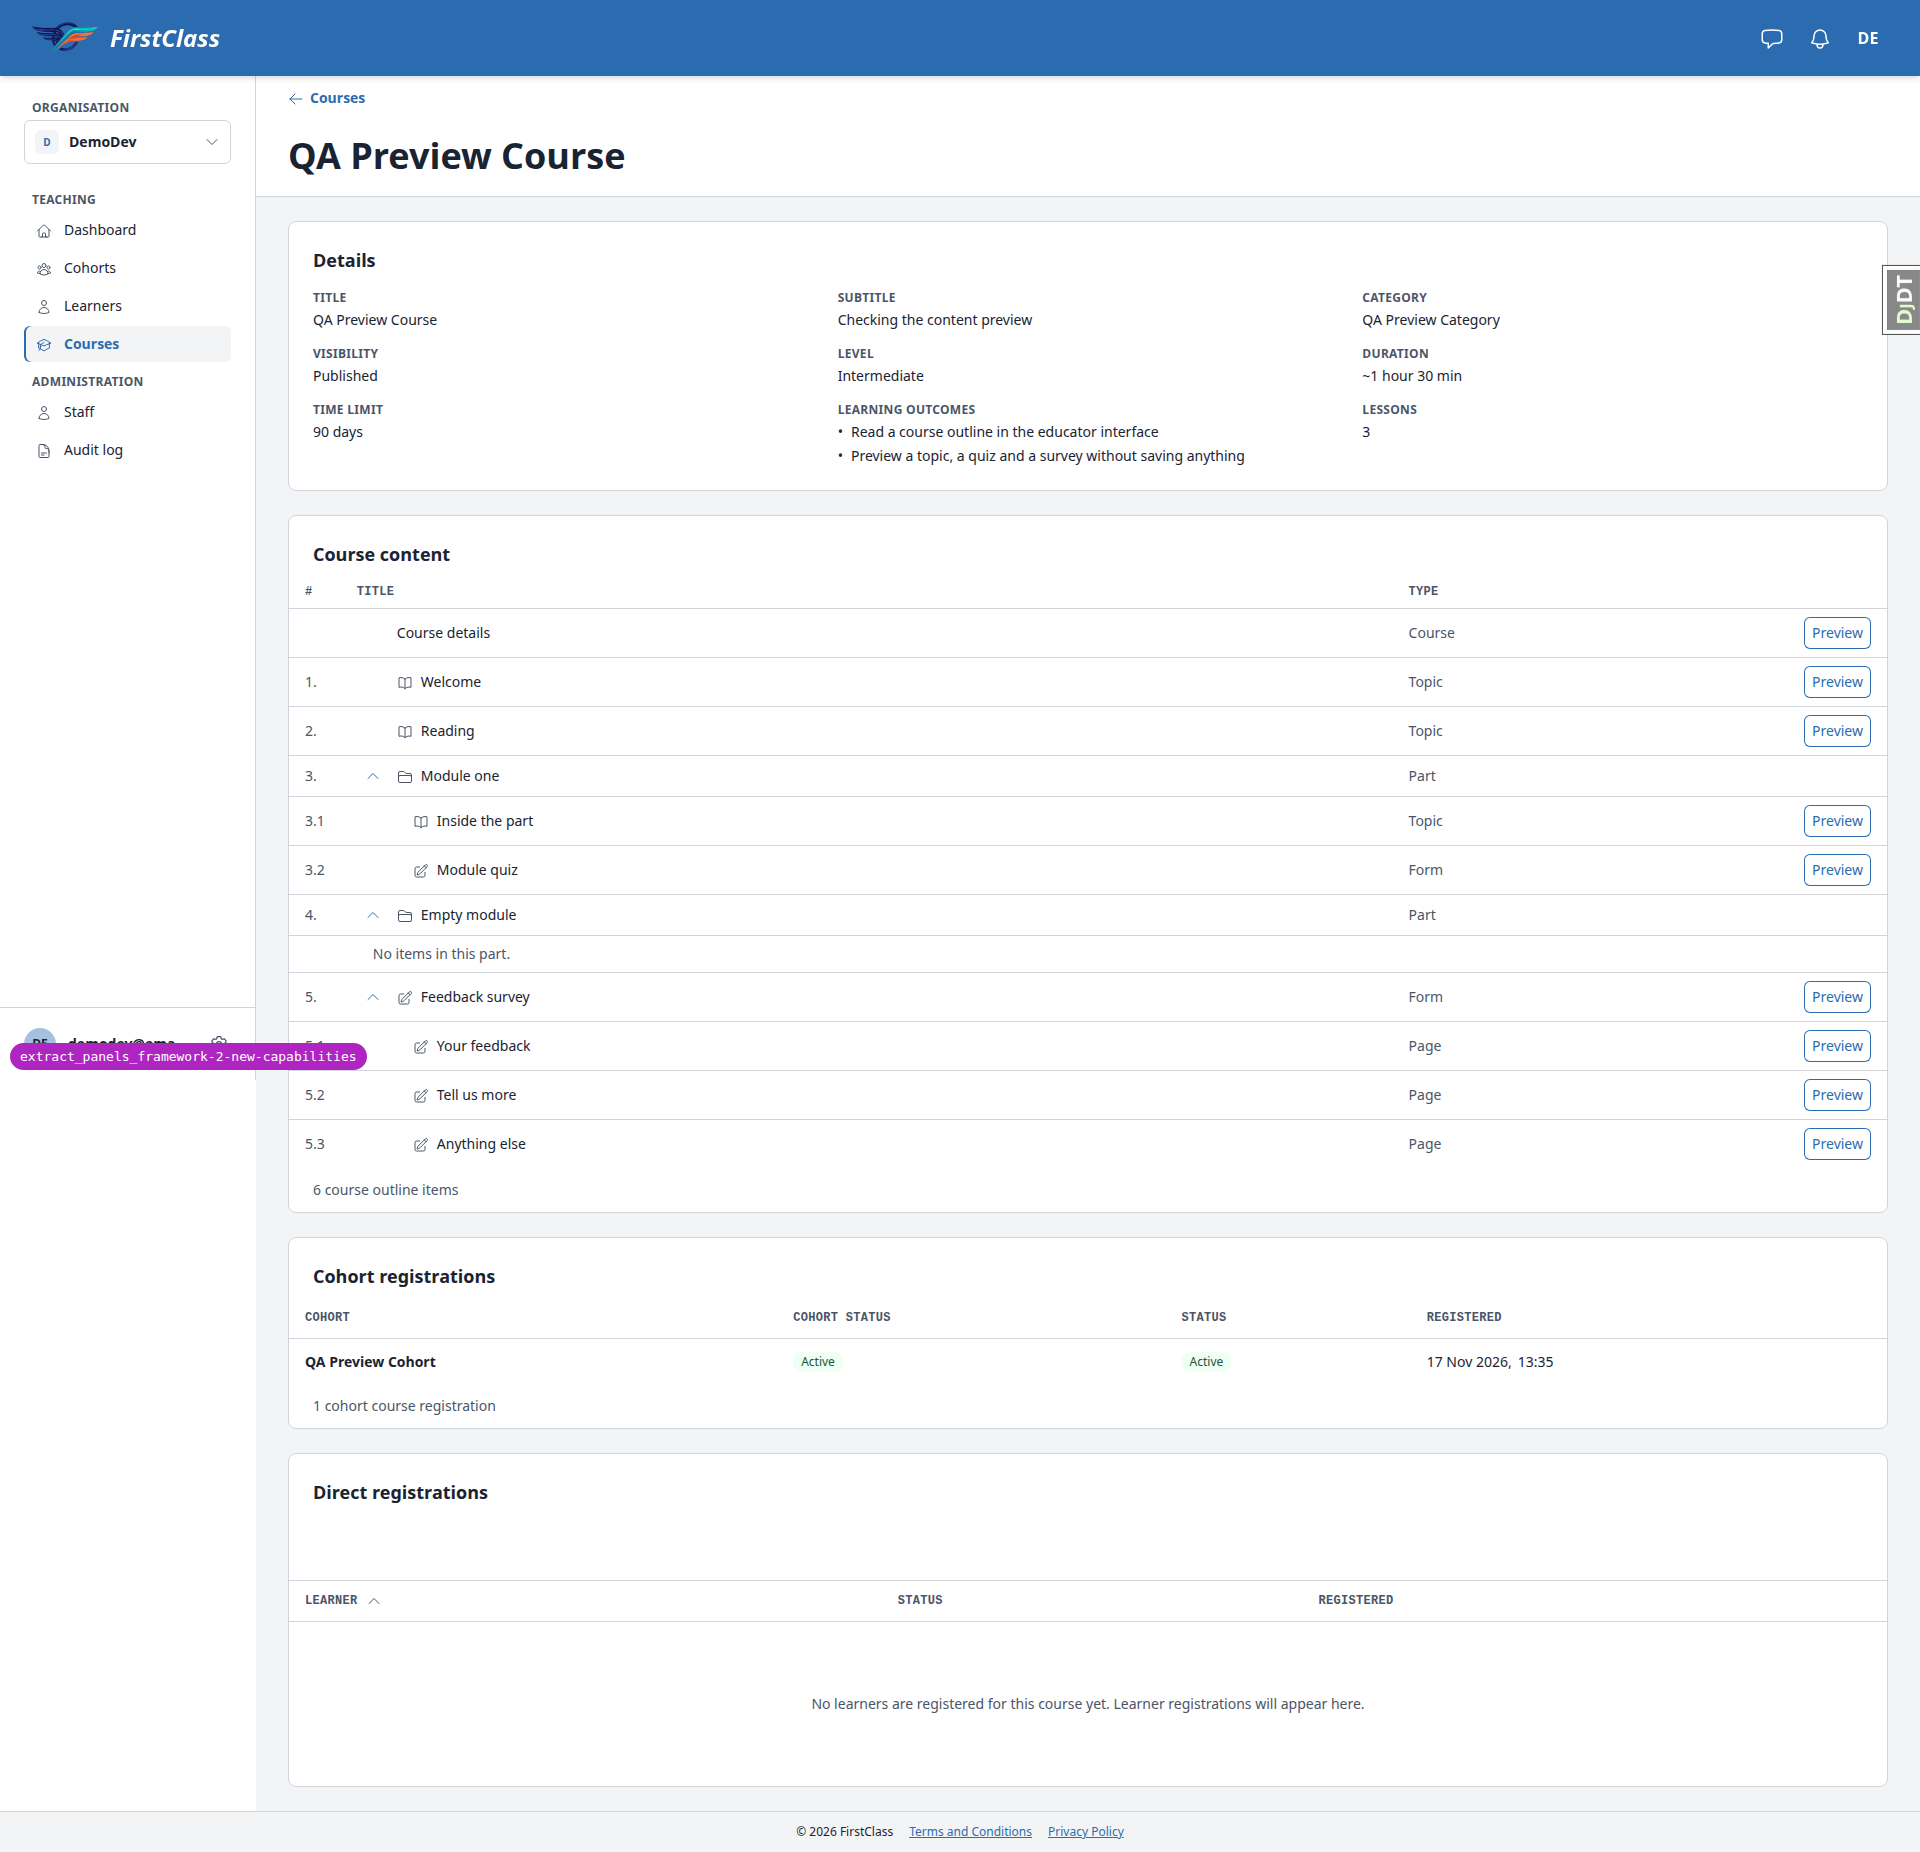 FirstClass
DE
ORGANISATION
D DemoDev
TEACHING
Dashboard
Cohorts
Learners
Courses
ADMINISTRATION
Staff
Audit log
extract_panels_framework-2-new-capabilities
Courses
QA Preview Course
DJDT
Details
TITLE SUBTITLE CATEGORY
QA Preview Course Checking the content preview QA Preview Category
VISIBILITY LEVEL DURATION
Published Intermediate ~1 hour 30 min
TIME LIMIT LEARNING OUTCOMES LESSONS
90 days • Read a course outline in the educator interface 3
• Preview a topic, a quiz and a survey without saving anything
Course content
# TITLE TYPE
Course details Course Preview
1. Welcome Topic Preview
2. Reading Topic Preview
3. Module one Part
3.1 Inside the part Topic Preview
3.2 Module quiz Form Preview
4. Empty module Part
No items in this part.
5. Feedback survey Form Preview
Your feedback Page Preview
5.2 Tell us more Page Preview
5.3 Anything else Page Preview
6 course outline items
Cohort registrations
COHORT COHORT STATUS STATUS REGISTERED
QA Preview Cohort Active Active 17 Nov 2026, 13:35
1 cohort course registration
Direct registrations
LEARNER STATUS REGISTERED
No learners are registered for this course yet. Learner registrations will appear here.
© 2026 FirstClass Terms and Conditions Privacy Policy